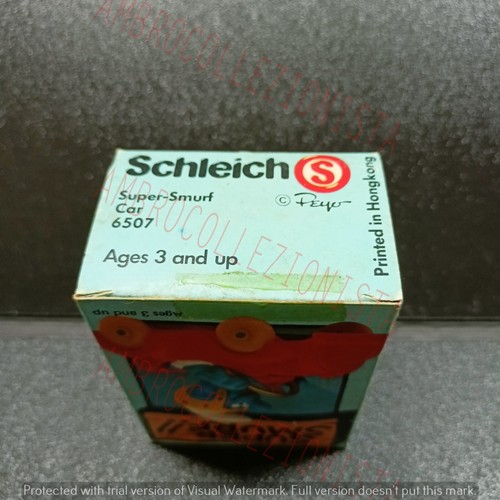 Schleich S
Super-Smurf
Car
6507
© Peyo
Ages 3 and up
Printed in Hongkong
Ages 3 and up
AMBROCOLLEZIONISTA
AMBROCOLLEZIONISTA
Protected with trial version of Visual Watermark. Full version doesn't put this mark.